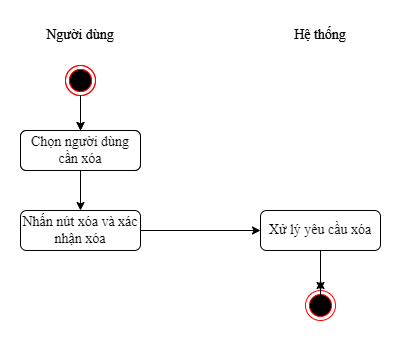 Người dùng
Hệ thống
Chọn người dùng
cần xóa
Nhấn nút xóa và xác
nhận xóa
Xử lý yêu cầu xóa